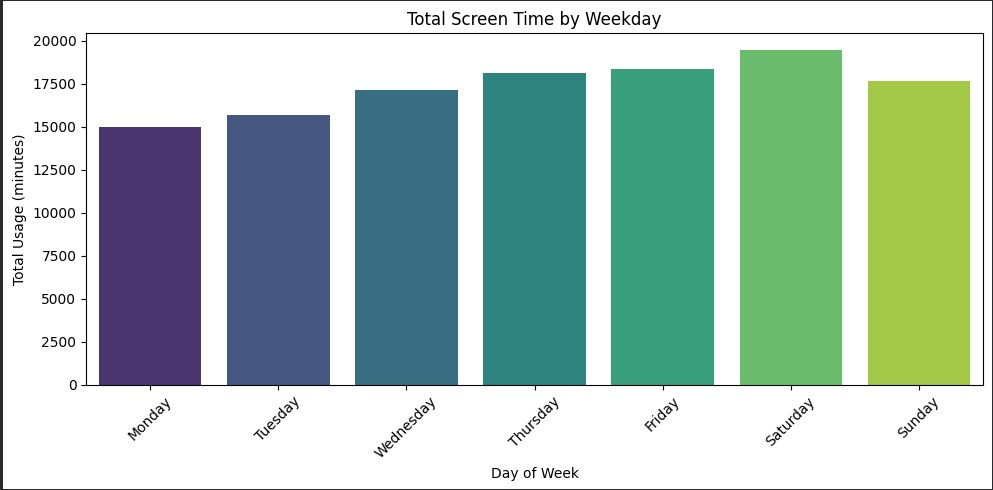 Total Screen Time by Weekday
Total Usage (minutes)
20000
17500
15000
12500
10000
7500
5000
2500
0
Monday
Tuesday
Wednesday
Thursday
Friday
Saturday
Sunday
Day of Week